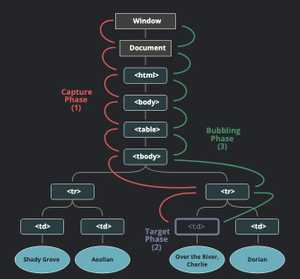 Window
Document
<html>
<body>
Capture
Phase
(1)
<table>
Bubbling
Phase
(3)
<tbody>
<tr>
<tr>
<td>
<td>
Target
Phase
(2)
<td>
<td>
Shady Grove
Aeolian
Over the River,
Charlie
Dorian